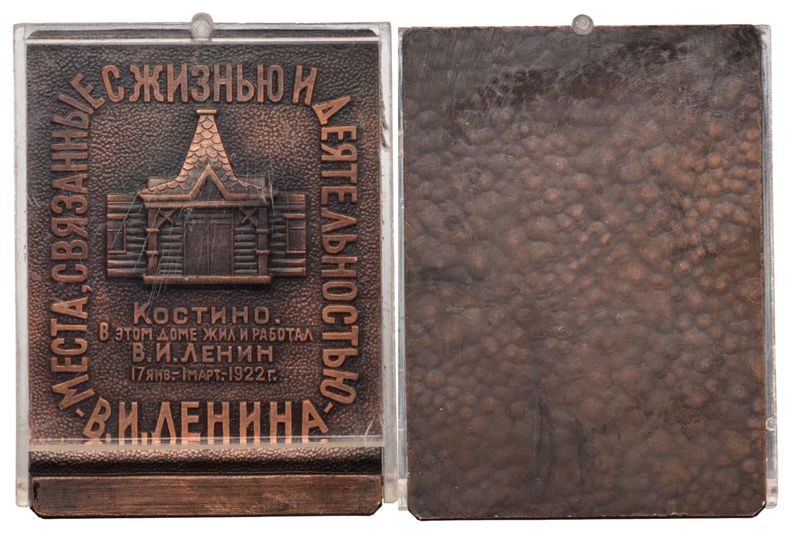 МЕСТА, СВЯЗАННЫЕ С ЖИЗНЬЮ И ДЕЯТЕЛЬНОСТЬЮ
- В.И.ЛЕНИНА -
КОСТИНО.
В ЭТОМ ДОМЕ ЖИЛ И РАБОТАЛ
В.И.ЛЕНИН
17 ЯНВ.-1 МАРТ.-1922 г.